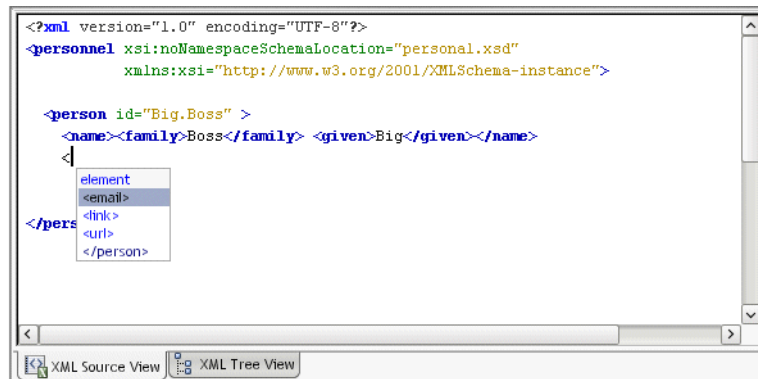 <?xml version="1.0" encoding="UTF-8"?>
<personnel xsi:noNamespaceSchemaLocation="personal.xsd"
xmlns:xsi="http://www.w3.org/2001/XMLSchema-instance">
<person id="Big.Boss" >
<name><family>Boss</family> <given>Big</given></name>
<
element
<email>
<link>
</pers
<url>
</person>
XML Source View
XML Tree View